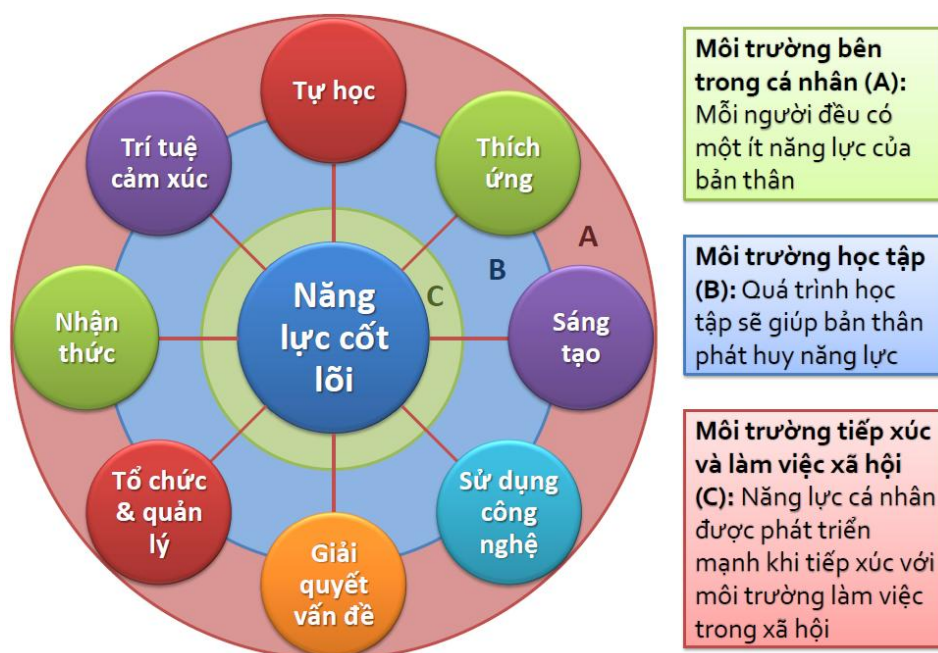 Tự học
Thích
ứng
Sáng
tạo
Sử dụng
công
nghệ
Giải
quyết
vấn đề
Tổ chức
& quản
lý
Nhận
thức
Trí tuệ
cảm xúc
Năng
lực cốt
lõi
A
B
C
Môi trường bên
trong cá nhân (A):
Mỗi người đều có
một ít năng lực của
bản thân
Môi trường học tập
(B): Quá trình học
tập sẽ giúp bản thân
phát huy năng lực
Môi trường tiếp xúc
và làm việc xã hội
(C): Năng lực cá nhân
được phát triển
mạnh khi tiếp xúc với
môi trường làm việc
trong xã hội